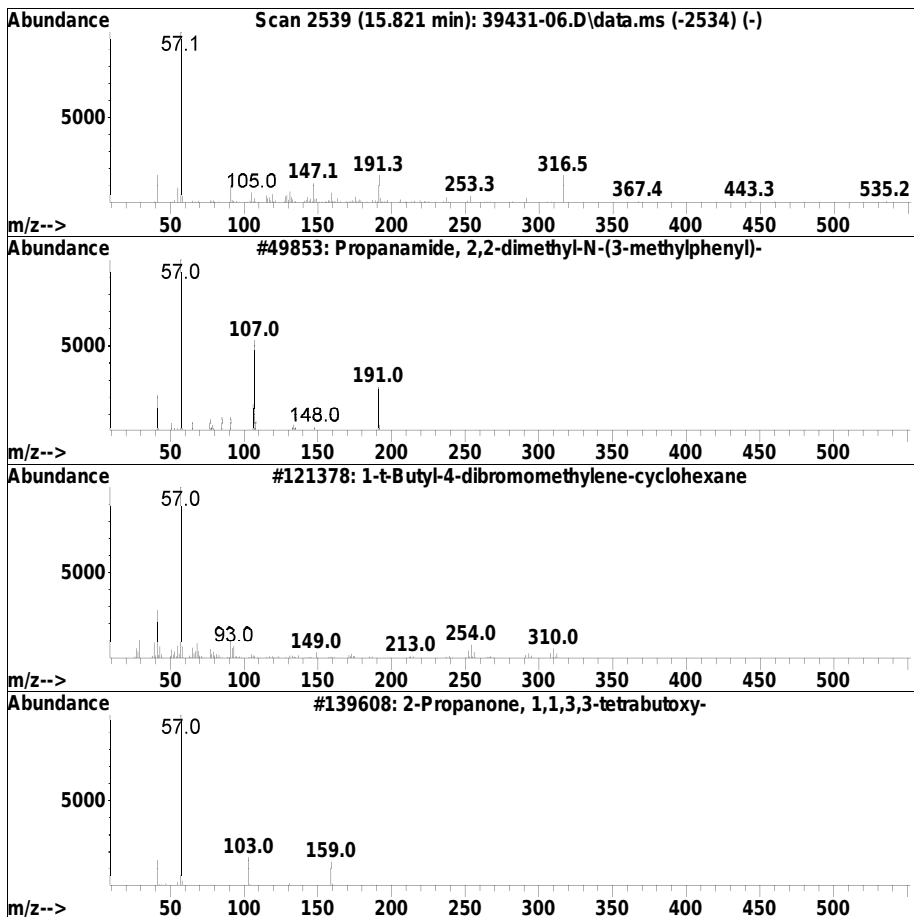 Abundance Scan 2539 (15.821 min): 39431-06.D\data.ms (-2534) (-)
57.1
5000
105.0 147.1 191.3 253.3 316.5 367.4 443.3 535.2
m/z--> 50 100 150 200 250 300 350 400 450 500
Abundance #49853: Propanamide, 2,2-dimethyl-N-(3-methylphenyl)-
57.0
5000 107.0
191.0
148.0
m/z--> 50 100 150 200 250 300 350 400 450 500
Abundance #121378: 1-t-Butyl-4-dibromomethylene-cyclohexane
57.0
5000
93.0 149.0 213.0 254.0 310.0
m/z--> 50 100 150 200 250 300 350 400 450 500
Abundance #139608: 2-Propanone, 1,1,3,3-tetrabutoxy-
57.0
5000
103.0 159.0
m/z--> 50 100 150 200 250 300 350 400 450 500